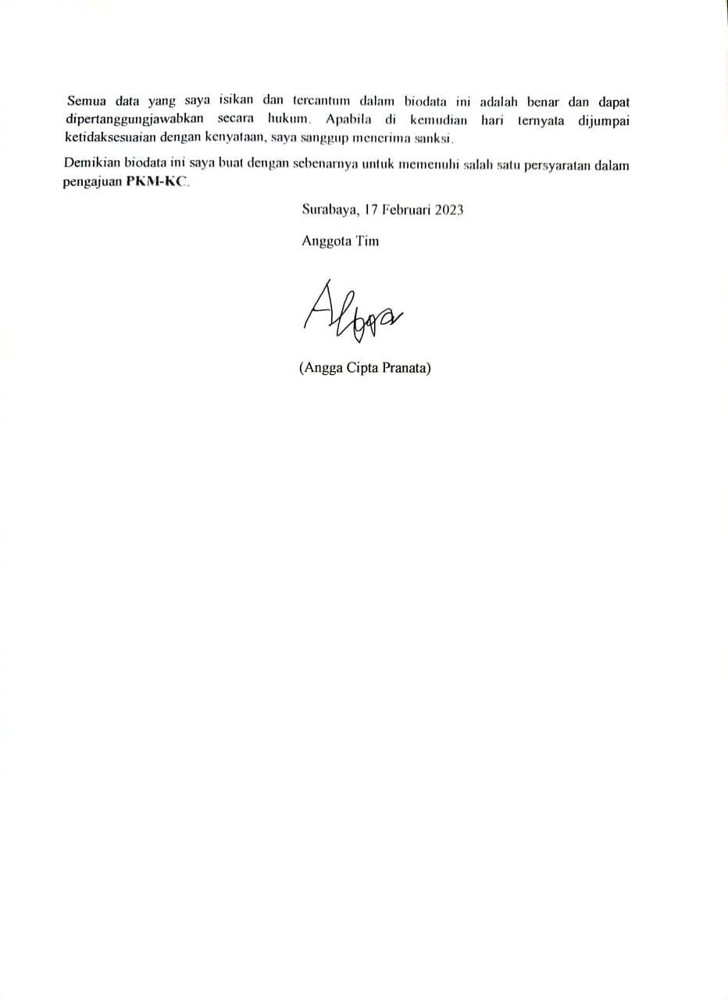 Semua data yang saya isikan dan tercantum dalam biodata ini adalah benar dan dapat
dipertanggungjawabkan secara hukum. Apabila di kemudian hari ternyata dijumpai
ketidaksesuaian dengan kenyataan, saya sanggup menerima sanksi.
Demikian biodata ini saya buat dengan sebenarnya untuk memenuhi salah satu persyaratan dalam
pengajuan PKM-KC.
Surabaya, 17 Februari 2023
Anggota Tim
(Angga Cipta Pranata)